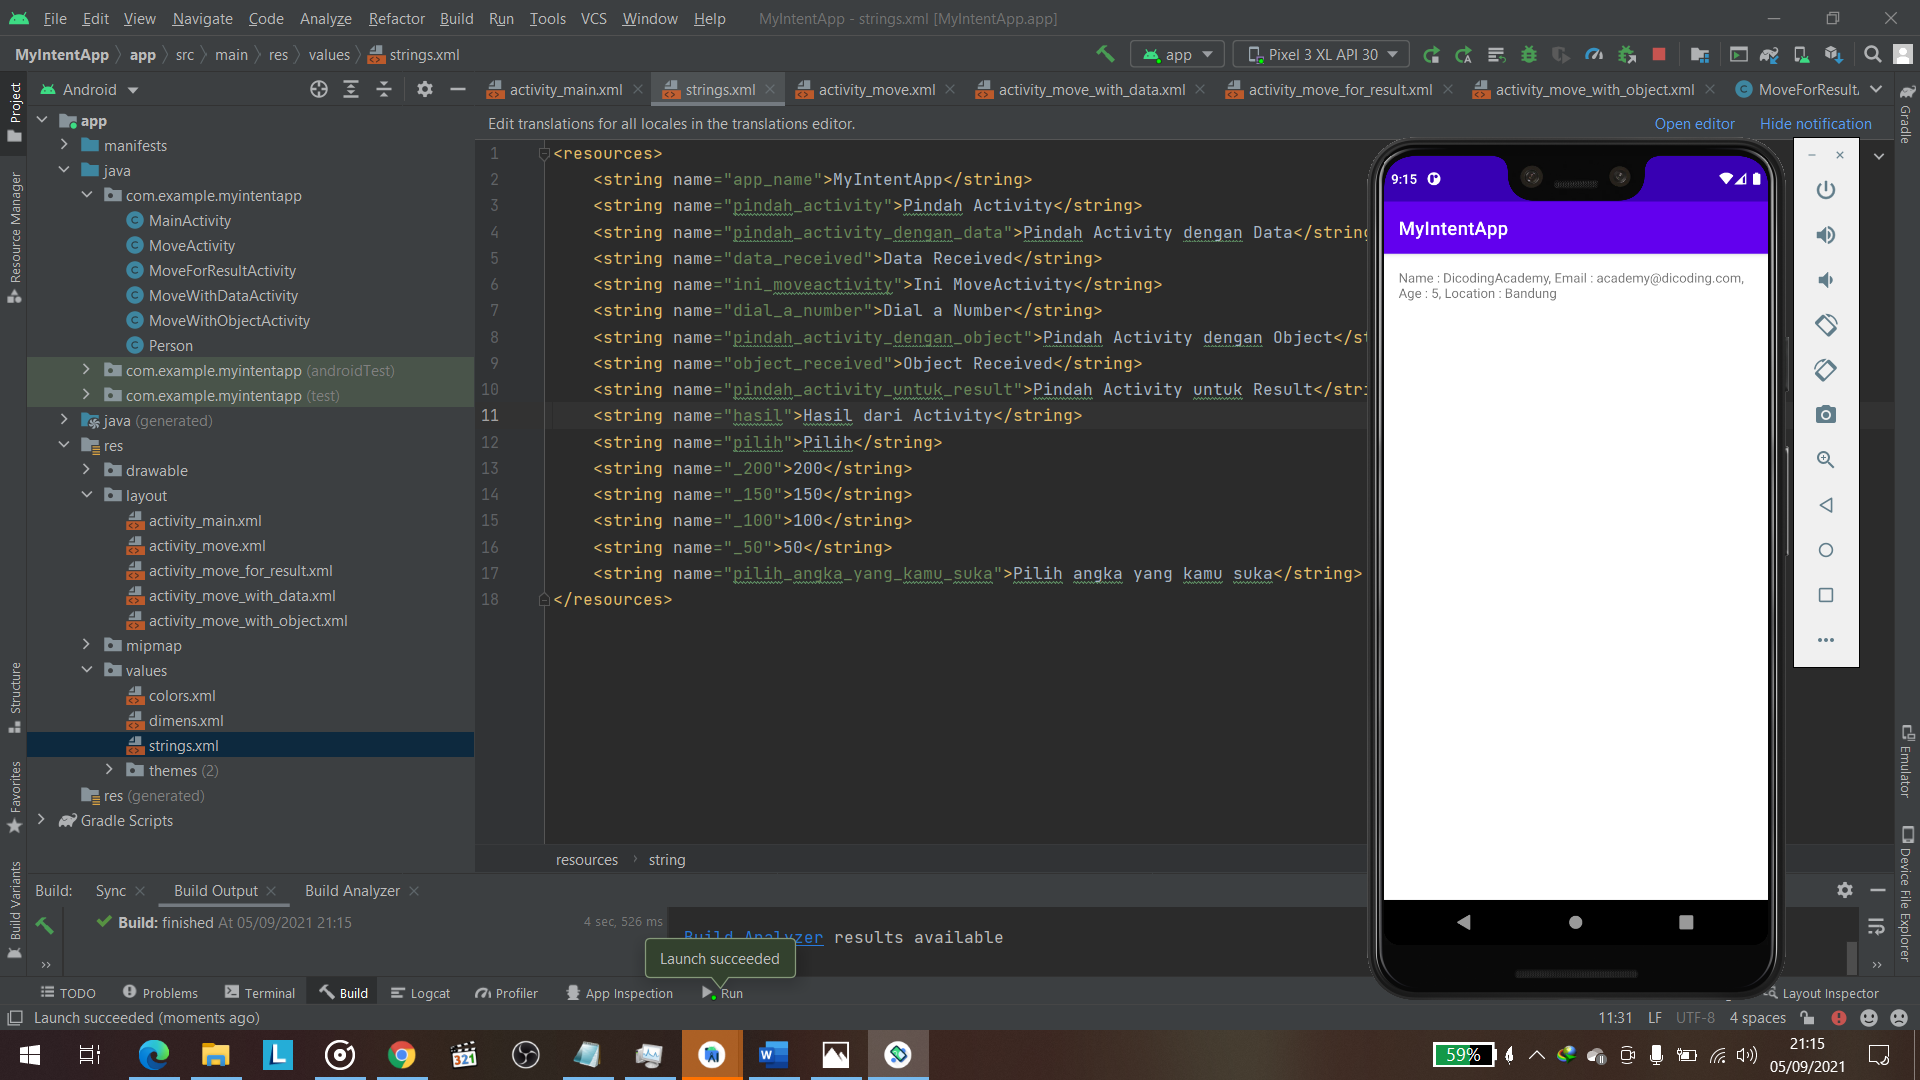 File Edit View Navigate Code Analyze Refactor Build Run Tools VCS Window Help MyIntentApp - strings.xml [MyIntentApp.app]
MyIntentApp app src main res values strings.xml app Pixel 3 XL API 30
Android activity_main.xml strings.xml activity_move.xml activity_move_with_data.xml activity_move_for_result.xml activity_move_with_object.xml MoveForResult
Edit translations for all locales in the translations editor. Open editor Hide notification
Project
Resource Manager
Structure
Favorites
Build Variants
app
manifests
java
com.example.myintentapp
MainActivity
MoveActivity
MoveForResultActivity
MoveWithDataActivity
MoveWithObjectActivity
Person
com.example.myintentapp (androidTest)
com.example.myintentapp (test)
java (generated)
res
drawable
layout
activity_main.xml
activity_move.xml
activity_move_for_result.xml
activity_move_with_data.xml
activity_move_with_object.xml
mipmap
values
colors.xml
dimens.xml
strings.xml
themes (2)
res (generated)
Gradle Scripts
1 <resources>
2 <string name="app_name">MyIntentApp</string>
3 <string name="pindah_activity">Pindah Activity</string>
4 <string name="pindah_activity_dengan_data">Pindah Activity dengan Data</string
5 <string name="data_received">Data Received</string>
6 <string name="ini_moveactivity">Ini MoveActivity</string>
7 <string name="dial_a_number">Dial a Number</string>
8 <string name="pindah_activity_dengan_object">Pindah Activity dengan Object</st
9 <string name="object_received">Object Received</string>
10 <string name="pindah_activity_untuk_result">Pindah Activity untuk Result</stri
11 <string name="hasil">Hasil dari Activity</string>
12 <string name="pilih">Pilih</string>
13 <string name="_200">200</string>
14 <string name="_150">150</string>
15 <string name="_100">100</string>
16 <string name="_50">50</string>
17 <string name="pilih_angka_yang_kamu_suka">Pilih angka yang kamu suka</string>
18 </resources>
resources string
9:15
MyIntentApp
Name : DicodingAcademy, Email : academy@dicoding.com,
Age : 5, Location : Bandung
Gradle
Emulator
Device File Explorer
Build: Sync Build Output Build Analyzer
Build: finished At 05/09/2021 21:15 4 sec, 526 ms
Build Analyzer results available
Launch succeeded
TODO Problems Terminal Build Logcat Profiler App Inspection Run Layout Inspector
Launch succeeded (moments ago) 11:31 LF UTF-8 4 spaces
L 321 W 59% 21:15
05/09/2021